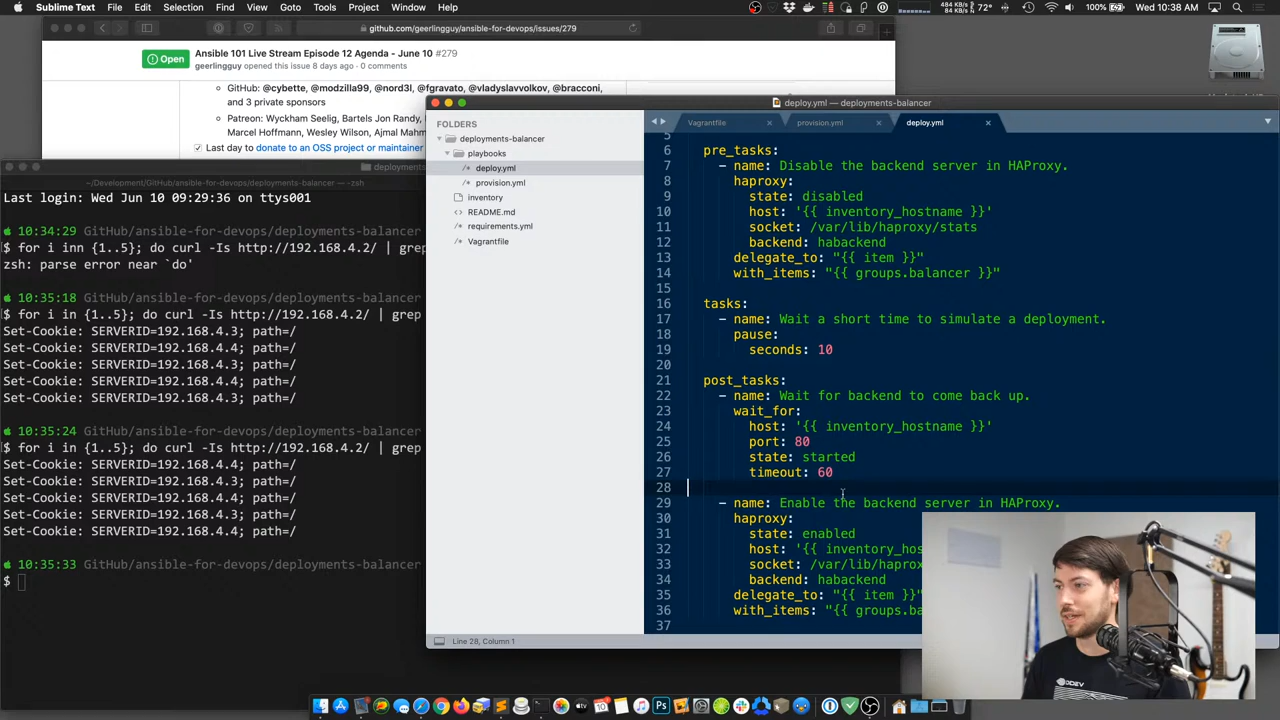 Sublime Text File Edit Selection Find View Goto Tools Project Window Help
100% Wed 10:38 AM
github.com/geerlingguy/ansible-for-devops/issues/279
Open
Ansible 101 Live Stream Episode 12 Agenda - June 10 #279
geerlingguy opened this issue 8 days ago · 0 comments
GitHub: @cybette, @modzilla99, @nord3l, @fgravato, @vladyslavvolkov, @bracconi,
and 3 private sponsors
Patreon: Wyckham Seelig, Bartels Jon Randy,
Marcel Hoffmann, Wesley Wilson, Ajmal Mahm
Last day to donate to an OSS project or maintainer
deployments
~/Development/GitHub/ansible-for-devops/deployments-balancer — -zsh
Last login: Wed Jun 10 09:29:36 on ttys001
10:34:29 GitHub/ansible-for-devops/deployments-balancer
$ for i inn {1..5}; do curl -Is http://192.168.4.2/ | grep
zsh: parse error near `do'
10:35:18 GitHub/ansible-for-devops/deployments-balancer
$ for i in {1..5}; do curl -Is http://192.168.4.2/ | grep
Set-Cookie: SERVERID=192.168.4.3; path=/
Set-Cookie: SERVERID=192.168.4.4; path=/
Set-Cookie: SERVERID=192.168.4.3; path=/
Set-Cookie: SERVERID=192.168.4.4; path=/
Set-Cookie: SERVERID=192.168.4.3; path=/
10:35:24 GitHub/ansible-for-devops/deployments-balancer
$ for i in {1..5}; do curl -Is http://192.168.4.2/ | grep
Set-Cookie: SERVERID=192.168.4.4; path=/
Set-Cookie: SERVERID=192.168.4.3; path=/
Set-Cookie: SERVERID=192.168.4.4; path=/
Set-Cookie: SERVERID=192.168.4.3; path=/
Set-Cookie: SERVERID=192.168.4.4; path=/
10:35:33 GitHub/ansible-for-devops/deployments-balancer
$
deploy.yml — deployments-balancer
FOLDERS
deployments-balancer
playbooks
deploy.yml
provision.yml
inventory
README.md
requirements.yml
Vagrantfile
Vagrantfile provision.yml deploy.yml
5
6 pre_tasks:
7 - name: Disable the backend server in HAProxy.
8 haproxy:
9 state: disabled
10 host: '{{ inventory_hostname }}'
11 socket: /var/lib/haproxy/stats
12 backend: habackend
13 delegate_to: "{{ item }}"
14 with_items: "{{ groups.balancer }}"
15
16 tasks:
17 - name: Wait a short time to simulate a deployment.
18 pause:
19 seconds: 10
20
21 post_tasks:
22 - name: Wait for backend to come back up.
23 wait_for:
24 host: '{{ inventory_hostname }}'
25 port: 80
26 state: started
27 timeout: 60
28
29 - name: Enable the backend server in HAProxy.
30 haproxy:
31 state: enabled
32 host: '{{ inventory_hos
33 socket: /var/lib/haprox
34 backend: habackend
35 delegate_to: "{{ item }}"
36 with_items: "{{ groups.ba
37
Line 28, Column 1